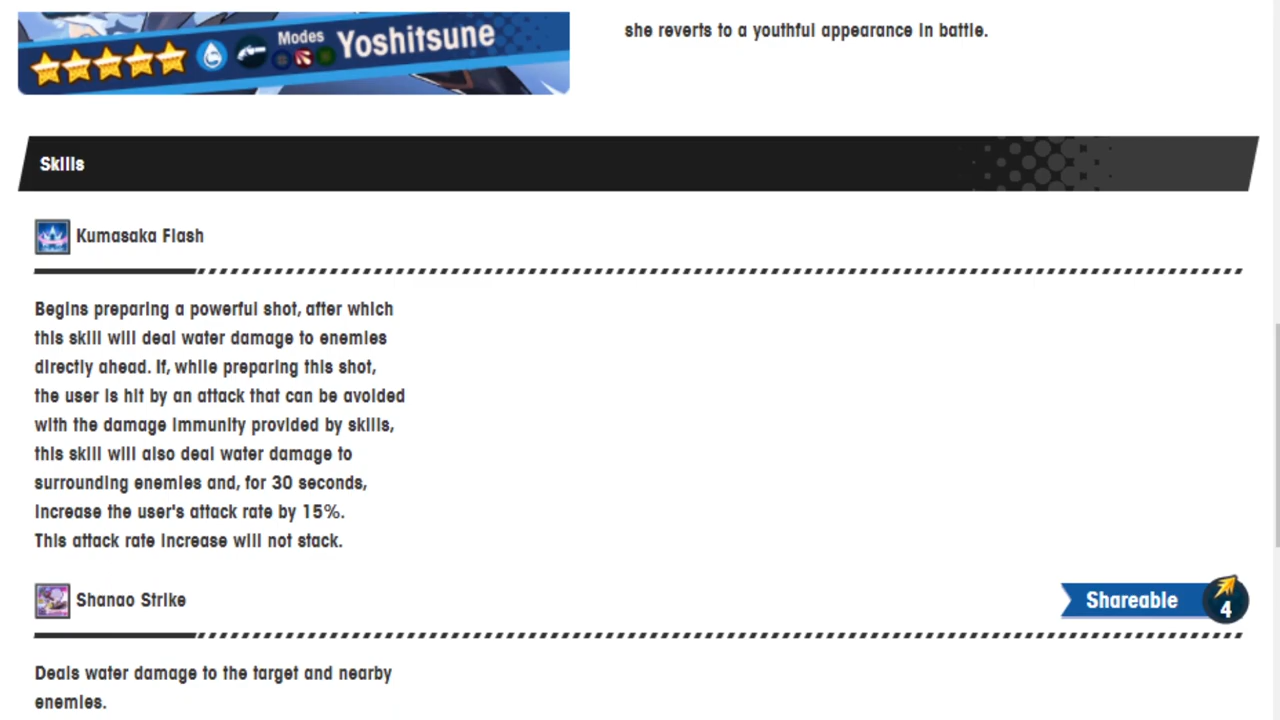 she reverts to a youthful appearance in battle.
Modes
Yoshitsune
Skills
Kumasaka Flash
Begins preparing a powerful shot, after which
this skill will deal water damage to enemies
directly ahead. If, while preparing this shot,
the user is hit by an attack that can be avoided
with the damage immunity provided by skills,
this skill will also deal water damage to
surrounding enemies and, for 30 seconds,
increase the user's attack rate by 15%.
This attack rate increase will not stack.
Shanao Strike
Shareable
4
Deals water damage to the target and nearby
enemies.